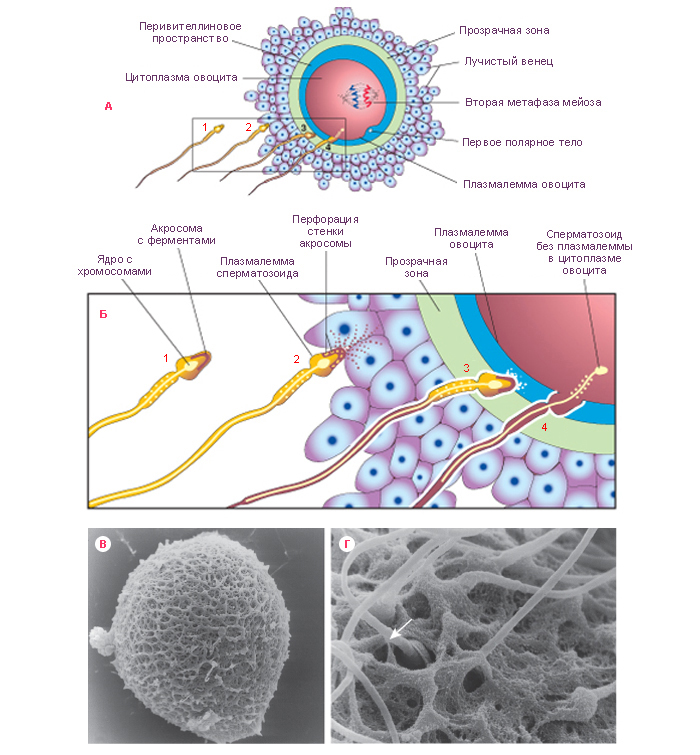 Перивителлиновое
пространство
Цитоплазма овоцита
Прозрачная зона
Лучистый венец
Вторая метафаза мейоза
Первое полярное тело
Плазмалемма овоцита
А
1
2
3
4
Ядро с
хромосомами
Акросома
с ферментами
Плазмалемма
сперматозоида
Перфорация
стенки
акросомы
Прозрачная
зона
Плазмалемма
овоцита
Сперматозоид
без плазмалеммы
в цитоплазме
овоцита
Б
1
2
3
4
В
Г